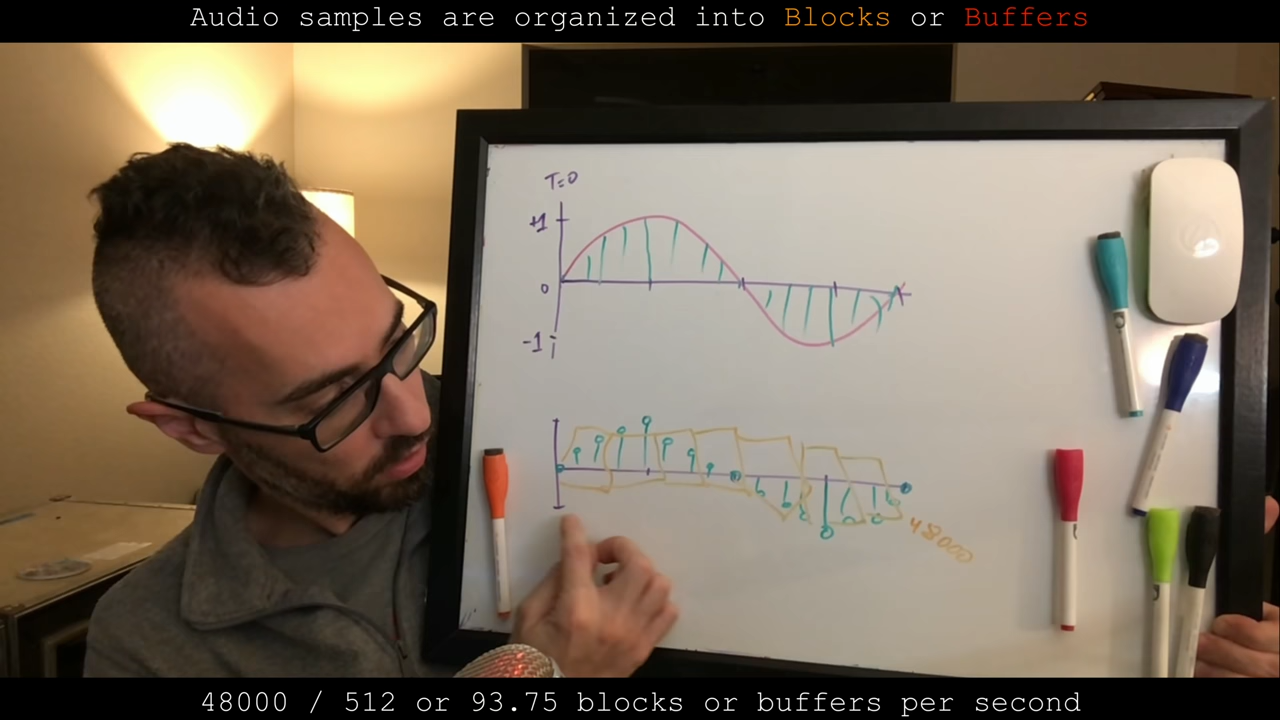 Audio samples are organized into Blocks or Buffers
T=0
+1
0
-1
48000
48000 / 512 or 93.75 blocks or buffers per second